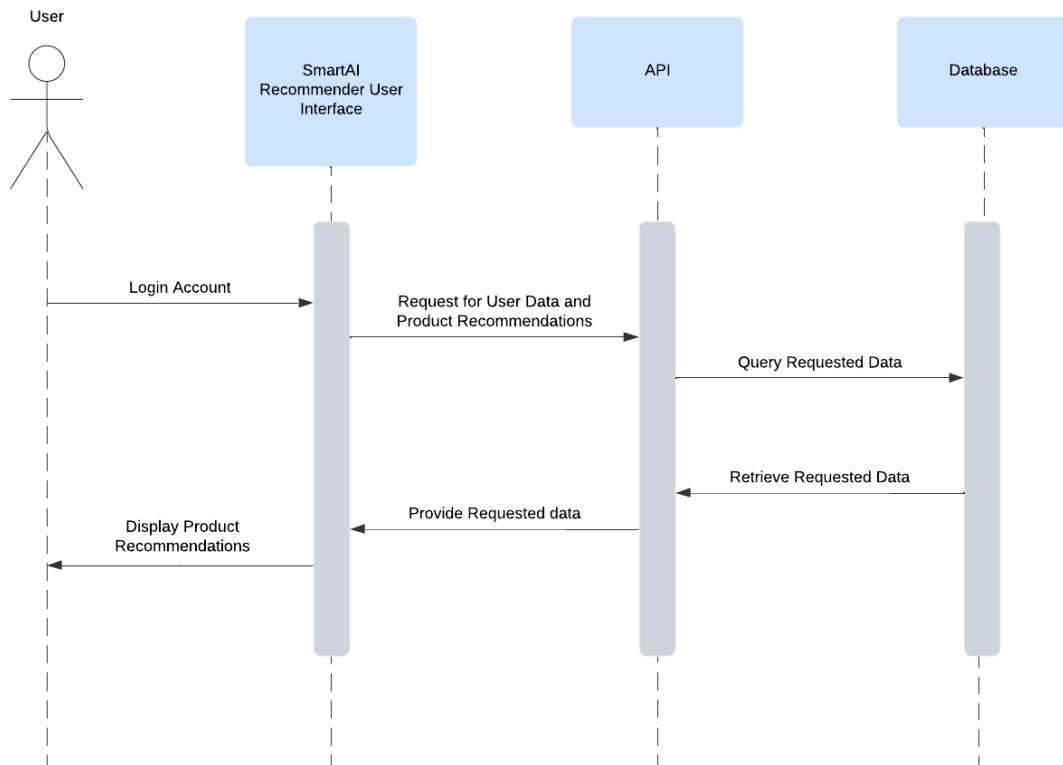 User
SmartAI
Recommender User
Interface
API
Database
Login Account
Request for User Data and
Product Recommendations
Query Requested Data
Retrieve Requested Data
Provide Requested data
Display Product
Recommendations